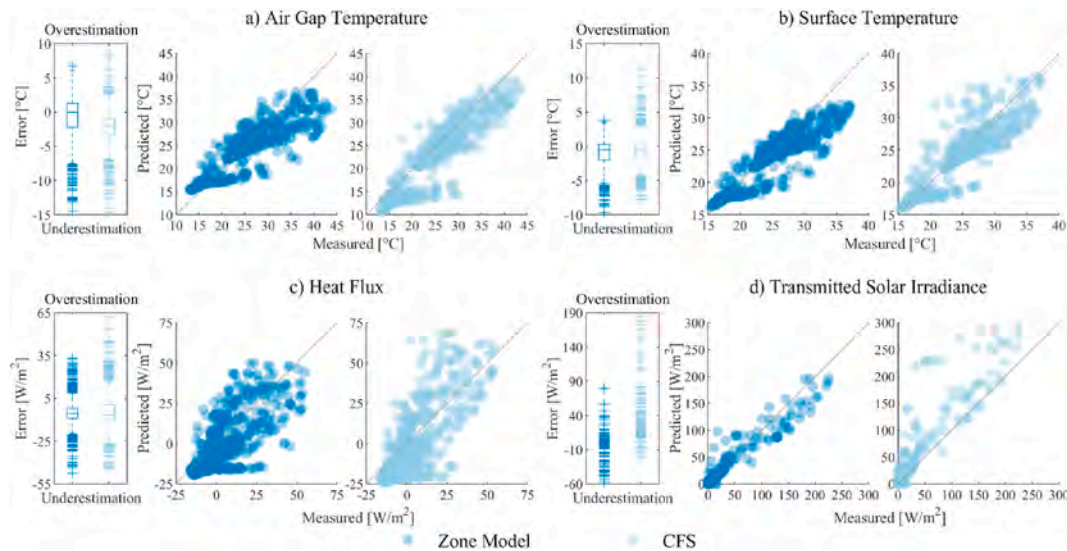 a) Air Gap Temperature
Overestimation
Error [°C]
10
5
0
-5
-10
-15
Underestimation
Predicted [°C]
45
40
35
30
25
20
15
10
10 15 20 25 30 35 40 45
45
40
35
30
25
20
15
10
10 15 20 25 30 35 40 45
Measured [°C]
b) Surface Temperature
Overestimation
Error [°C]
15
10
5
0
-5
-10
Underestimation
Predicted [°C]
40
35
30
25
20
15
15 20 25 30 35 40
40
35
30
25
20
15
15 20 25 30 35 40
Measured [°C]
c) Heat Flux
Overestimation
Error [W/m²]
65
35
5
-25
-55
Underestimation
Predicted [W/m²]
75
50
25
0
-25
-25 0 25 50 75
75
50
25
0
-25
-25 0 25 50 75
Measured [W/m²]
d) Transmitted Solar Irradiance
Overestimation
Error [W/m²]
190
140
90
40
-10
-60
Underestimation
Predicted [W/m²]
300
250
200
150
100
50
0
0 50 100 150 200 250 300
300
250
200
150
100
50
0
0 50 100 150 200 250 300
Measured [W/m²]
Zone Model
CFS